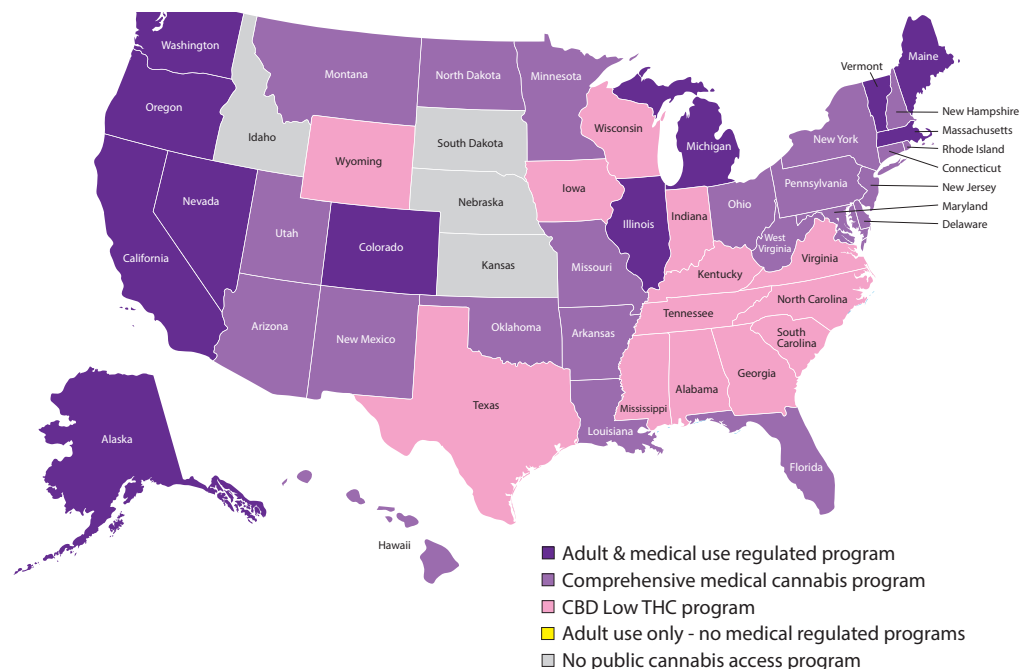 Washington
Montana
North Dakota
Minnesota
Maine
Vermont
Oregon
Idaho
South Dakota
Wisconsin
Michigan
New York
New Hampshire
Massachusetts
Rhode Island
Connecticut
New Jersey
Maryland
Delaware
Wyoming
Iowa
Pennsylvania
Nevada
Nebraska
Illinois
Indiana
Ohio
California
Utah
Colorado
Kansas
Missouri
West
Virginia
Virginia
Kentucky
North Carolina
Tennessee
South
Carolina
Arizona
New Mexico
Oklahoma
Arkansas
Georgia
Texas
Mississippi
Alabama
Louisiana
Florida
Alaska
Hawaii
Adult & medical use regulated program
Comprehensive medical cannabis program
CBD Low THC program
Adult use only - no medical regulated programs
No public cannabis access program